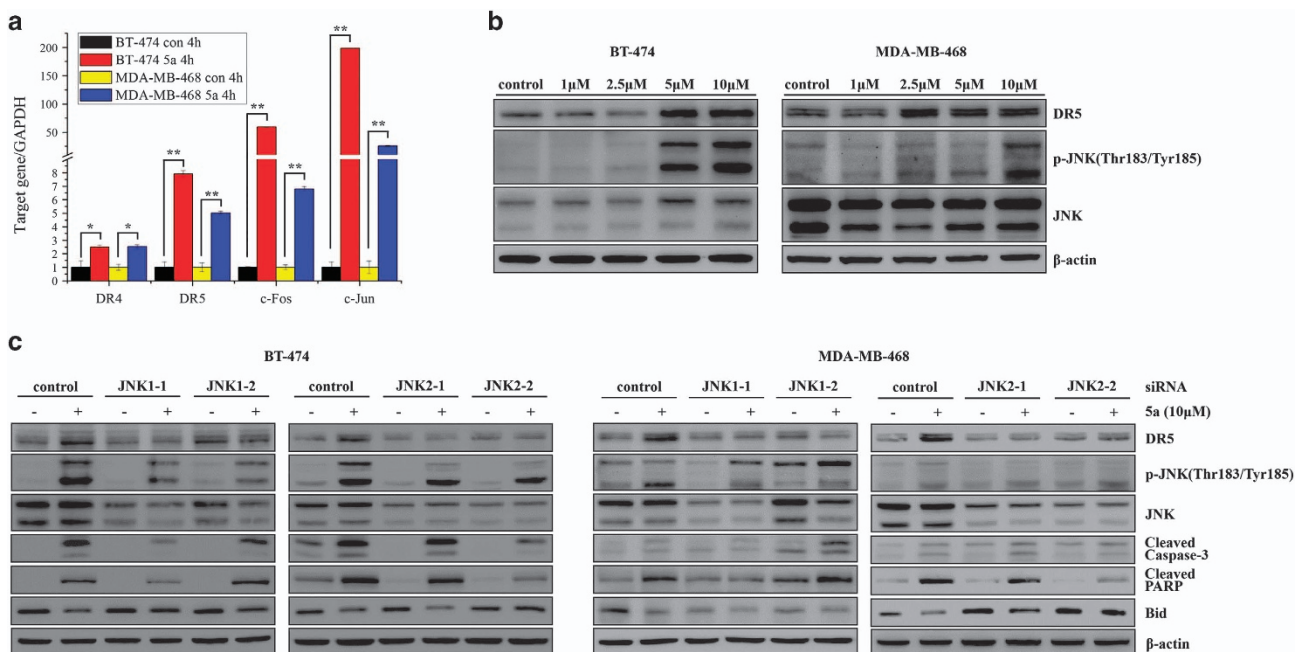 a
BT-474 con 4h
BT-474 5a 4h
MDA-MB-468 con 4h
MDA-MB-468 5a 4h
Target gene/GAPDH
200
150
100
50
8
7
6
5
4
3
2
1
0
* * ** ** ** ** ** **
DR4 DR5 c-Fos c-Jun
b
BT-474 MDA-MB-468
control 1μM 2.5μM 5μM 10μM control 1μM 2.5μM 5μM 10μM
DR5
p-JNK(Thr183/Tyr185)
JNK
β-actin
c
BT-474 MDA-MB-468
control JNK1-1 JNK1-2 control JNK2-1 JNK2-2 control JNK1-1 JNK1-2 control JNK2-1 JNK2-2 siRNA
- + - + - + - + - + - + - + - + - + - + - + - + 5a (10μM)
DR5
p-JNK(Thr183/Tyr185)
JNK
Cleaved
Caspase-3
Cleaved
PARP
Bid
β-actin